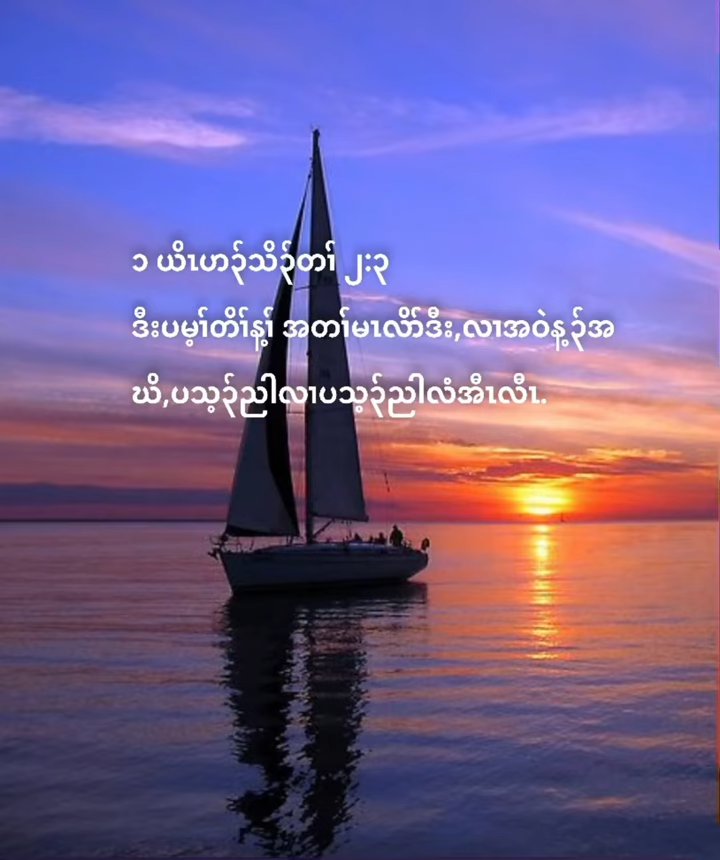 ၁ ယိၤဟၣ်သိၣ်တၢ် ၂:၃
ဒီးပမ့ၢ်တိၢ်န့ၢ် အတၢ်မၤလိာ်ဒီး,လၢအဝဲန့ၣ်အ
ဃိ,ပသ့ၣ်ညါလၢပသ့ၣ်ညါလံအီၤလီၤ.